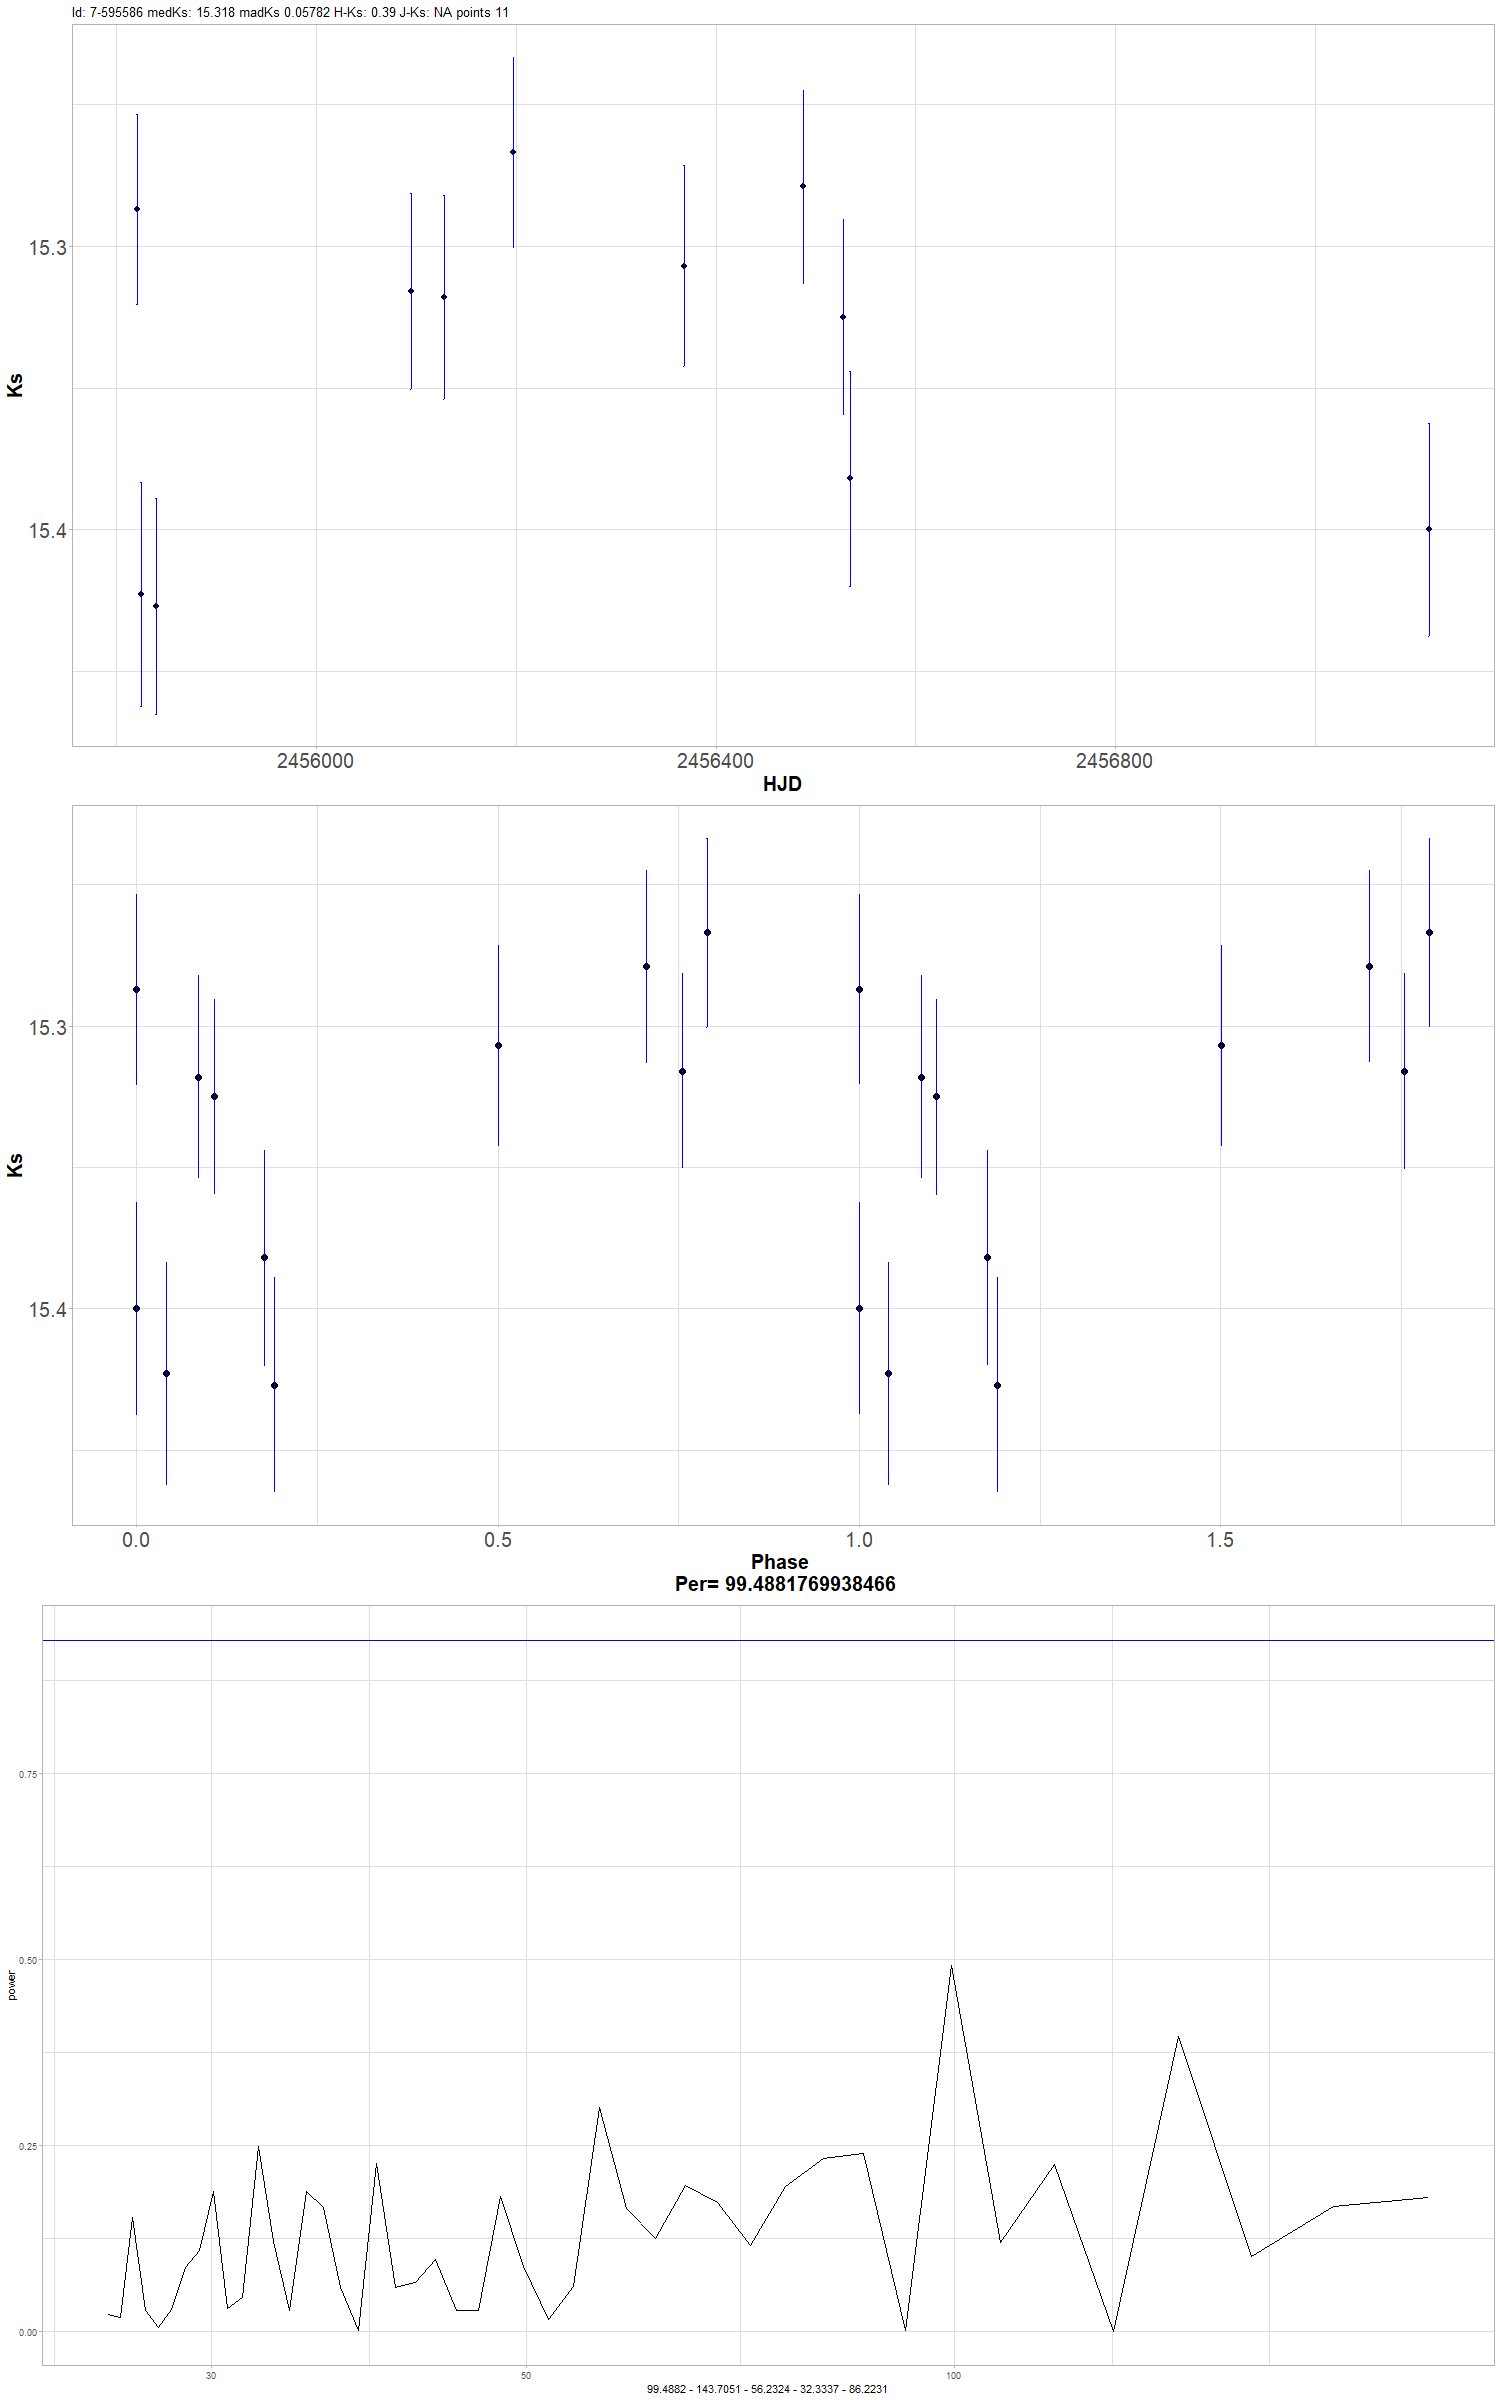 Id: 7-595586 medKs: 15.318 madKs 0.05782 H-Ks: 0.39 J-Ks: NA points 11
15.3
15.4
Ks
2456000 2456400 2456800
HJD
15.3
15.4
Ks
0.0 0.5 1.0 1.5
Phase
Per= 99.4881769938466
0.75
0.50
0.25
0.00
power
30 50 100
99.4882 - 143.7051 - 56.2324 - 32.3337 - 86.2231